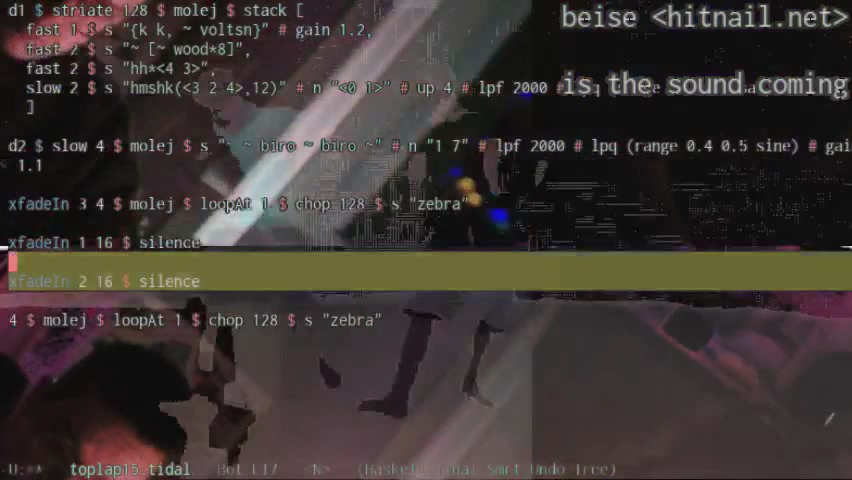 d1 $ striate 128 $ molej $ stack [
fast 1 $ s "{k k, ~ voltsn}" # gain 1.2,
fast 2 $ s "~ [~ wood*8]",
fast 2 $ s "hh*<4 3>",
slow 2 $ s "hmshk(<3 2 4>,12)" # n "<0 1>" # up 4 # lpf 2000 #
]
d2 $ slow 4 $ molej $ s "~ ~ biro ~ biro ~" # n "1 7" # lpf 2000 # lpq (range 0.4 0.5 sine) # gai
1.1
xfadeIn 3 4 $ molej $ loopAt 1 $ chop 128 $ s "zebra"
xfadeIn 1 16 $ silence
xfadeIn 2 16 $ silence
4 $ molej $ loopAt 1 $ chop 128 $ s "zebra"
toplap15.tidal Bot L17 <N> (Haskell Tidal Smrt Undo Tree)
beise <hitnail.net>
is the sound coming